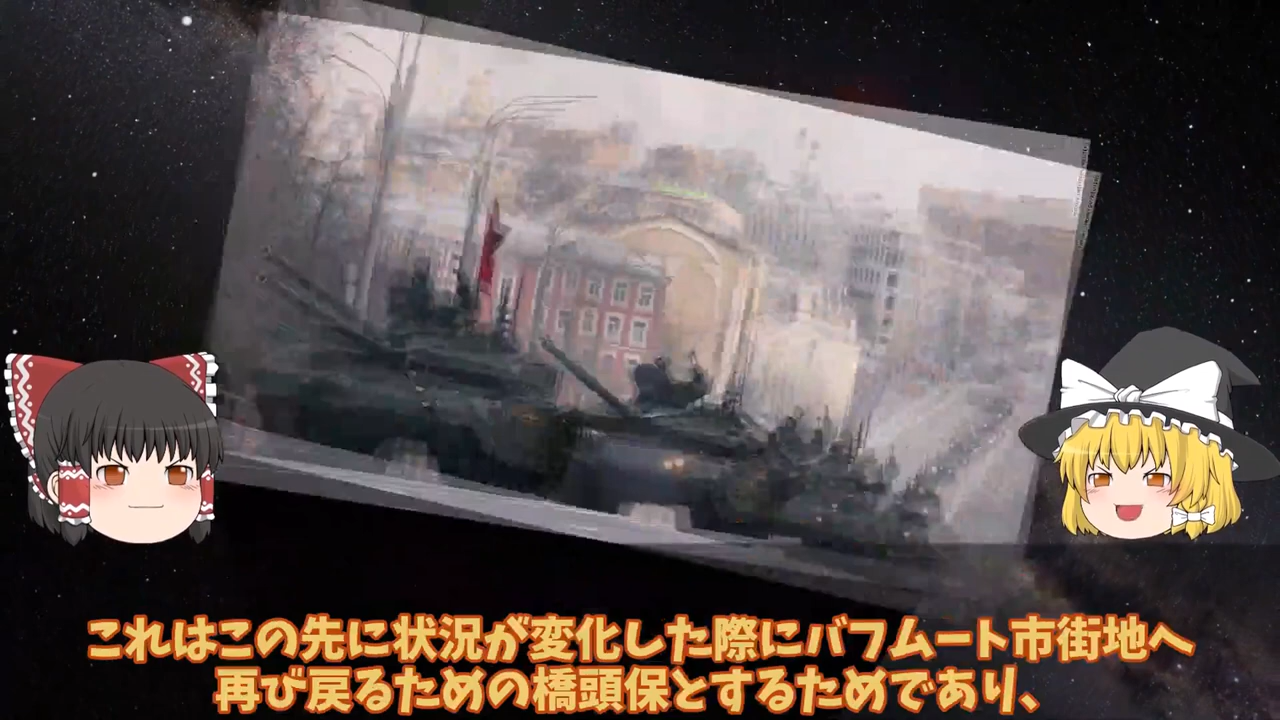 これはこの先に状況が変化した際にバフムート市街地へ
再び戻るための橋頭保とするためであり、